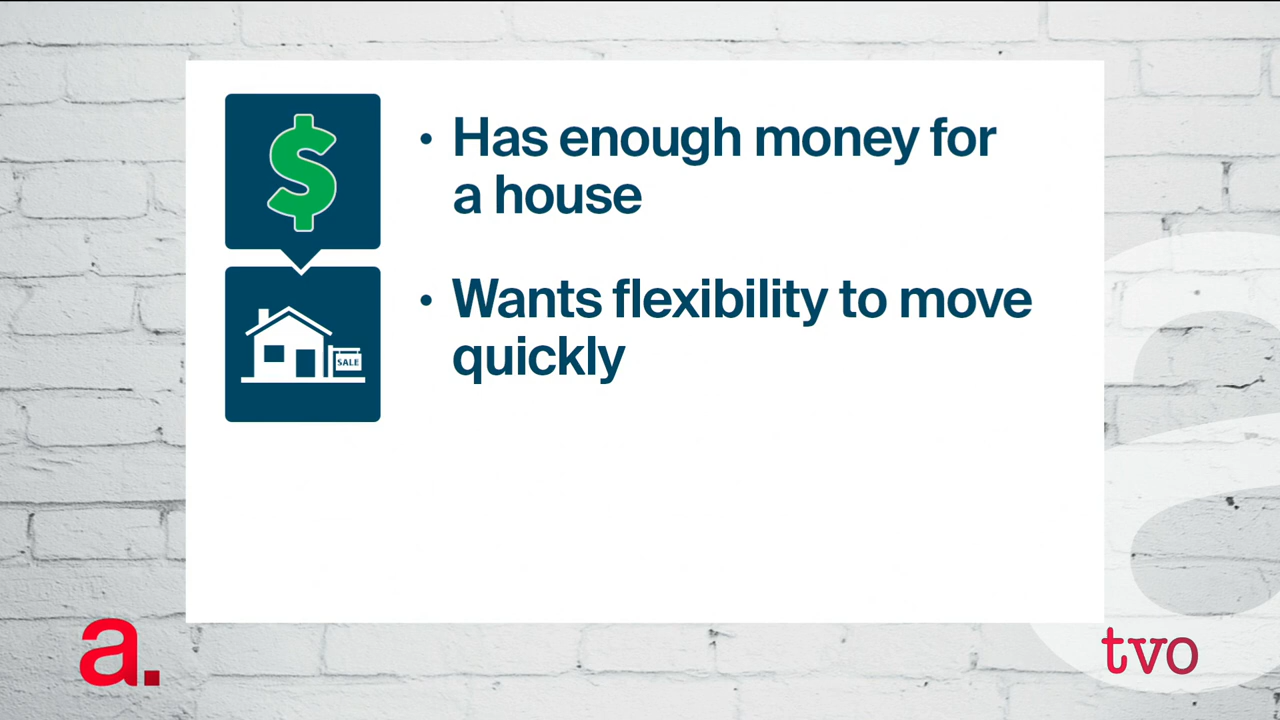 • Has enough money for
a house
• Wants flexibility to move
quickly
SALE
a.
tvo